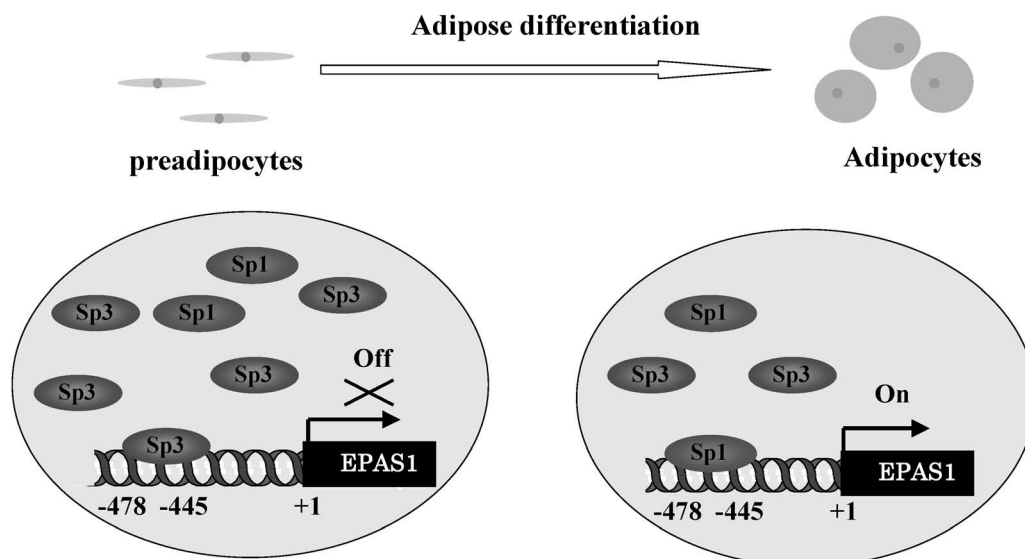 Adipose differentiation
preadipocytes
Adipocytes
Sp1
Sp3
Sp3
Sp1
Sp3
Sp3
Off
Sp3
EPAS1
-478
-445
+1
Sp1
Sp3
Sp3
On
Sp1
EPAS1
-478
-445
+1